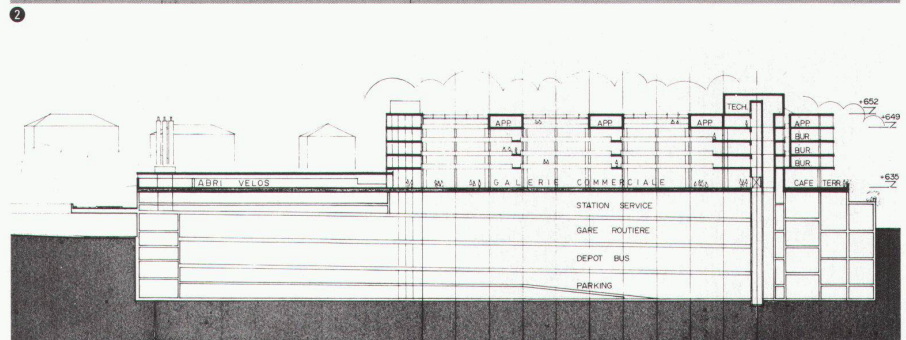 2
TECH.
+652
APP. APP. APP. APP.
+649
BUR.
BUR.
BUR.
ABRI VELOS
GALERIE COMMERCIALE
CAFE TERR.
+635
STATION SERVICE
GARE ROUTIERE
DEPOT BUS
PARKING